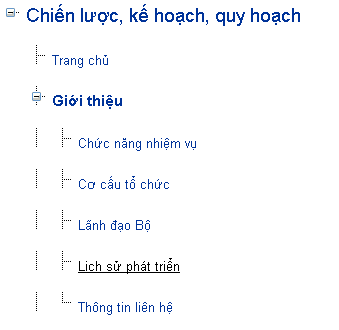 Chiến lược, kế hoạch, quy hoạch
Trang chủ
Giới thiệu
Chức năng nhiệm vụ
Cơ cấu tổ chức
Lãnh đạo Bộ
Lich sử phát triển
Thông tin liên hệ